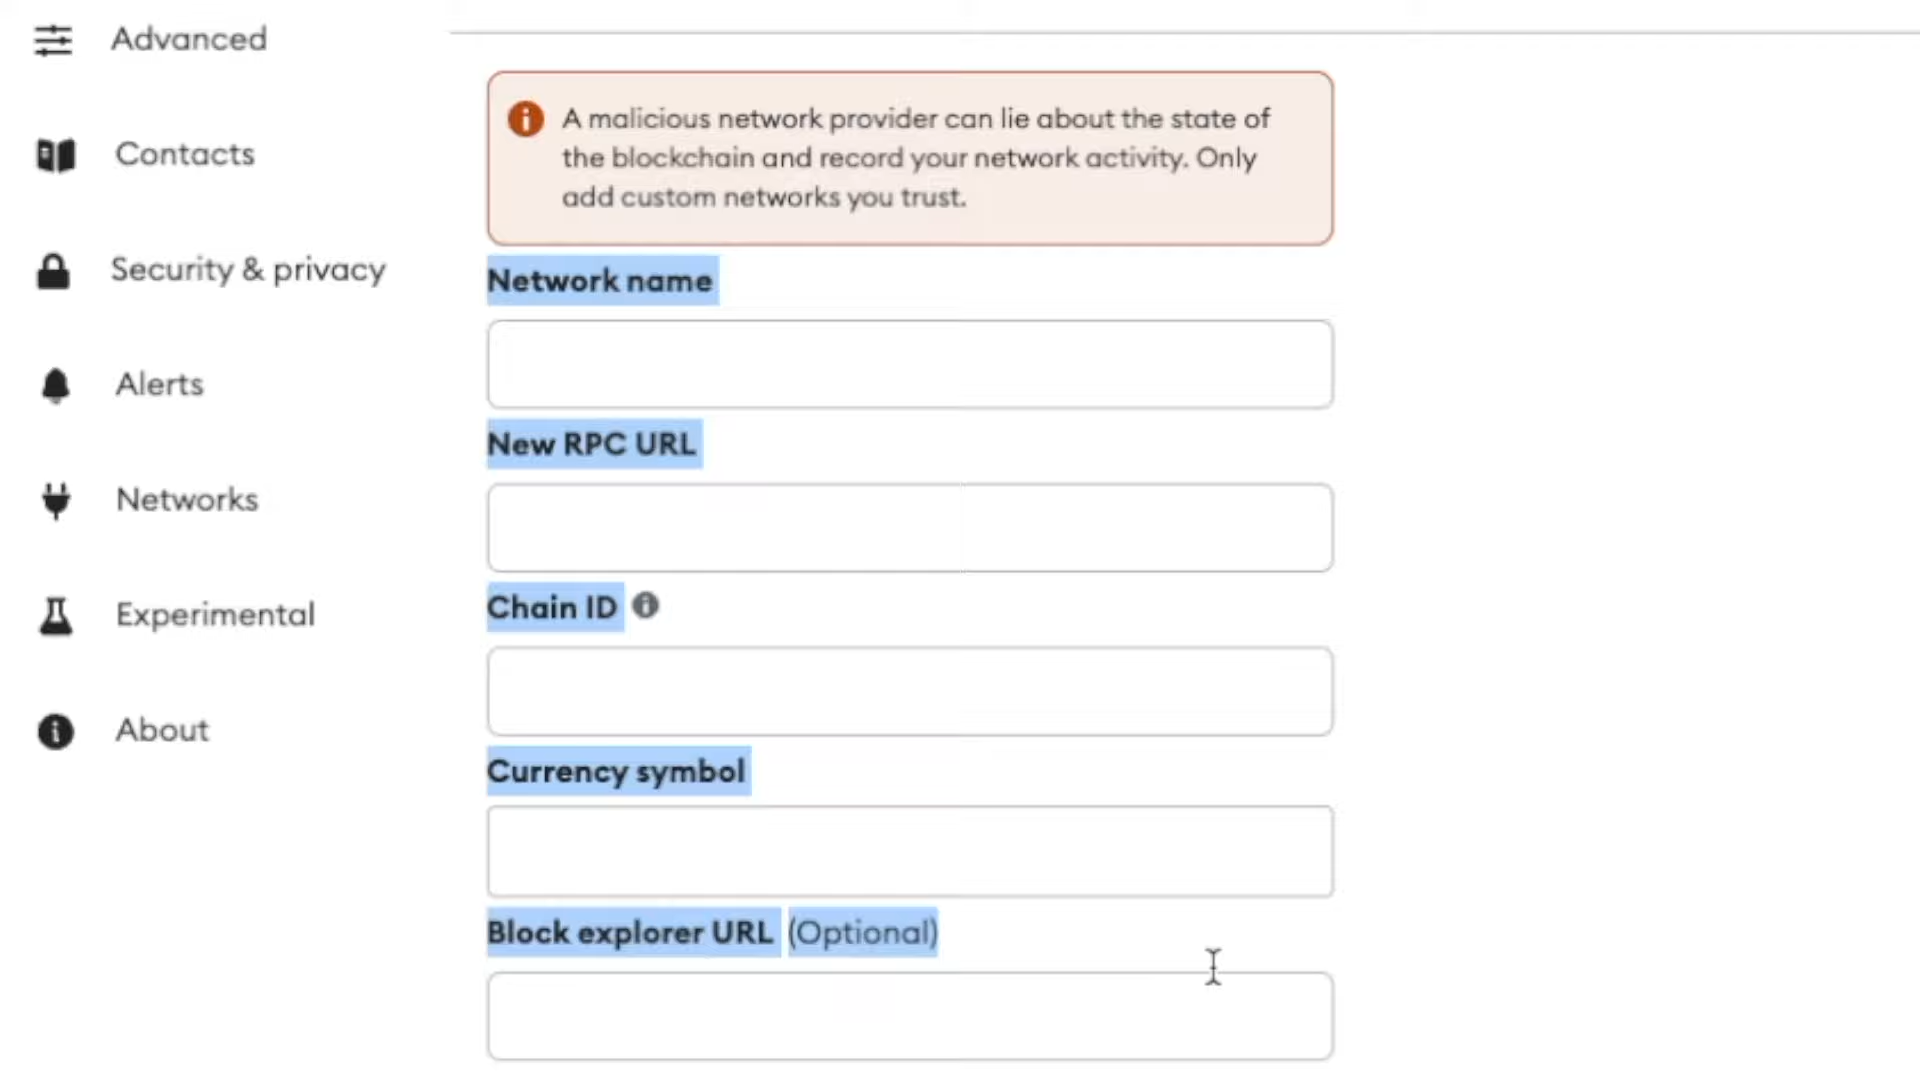 Advanced
Contacts
Security & privacy
Alerts
Networks
Experimental
About
A malicious network provider can lie about the state of
the blockchain and record your network activity. Only
add custom networks you trust.
Network name
New RPC URL
Chain ID
Currency symbol
Block explorer URL (Optional)